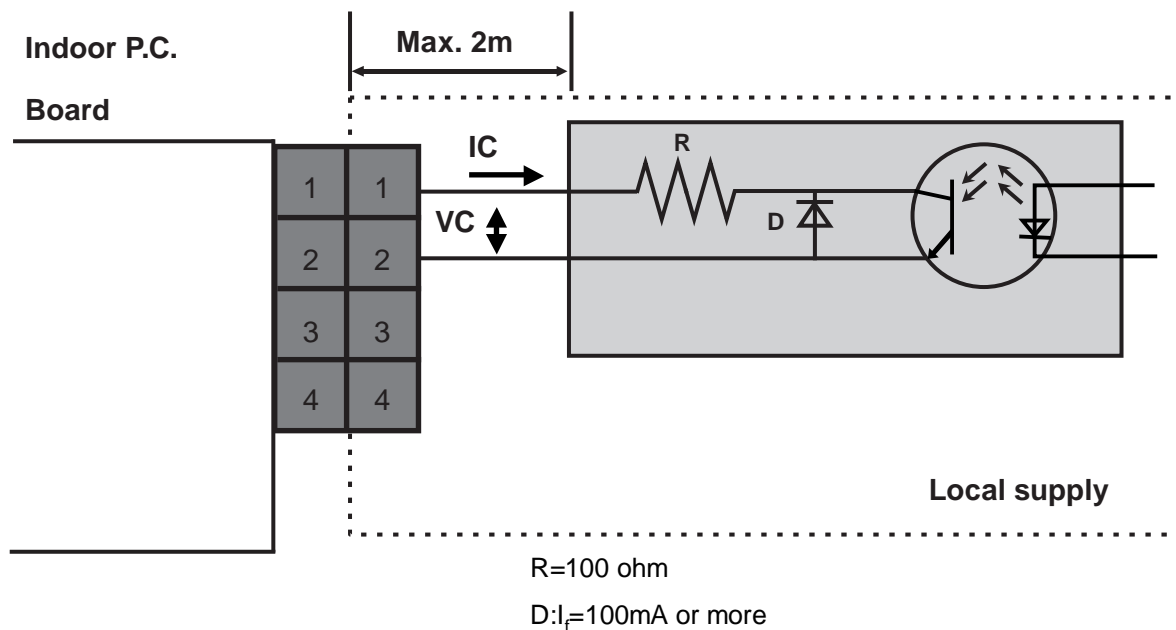 Indoor P.C.
Board
Max. 2m
IC
VC
R
D
1 1
2 2
3 3
4 4
Local supply
R=100 ohm
D:If=100mA or more